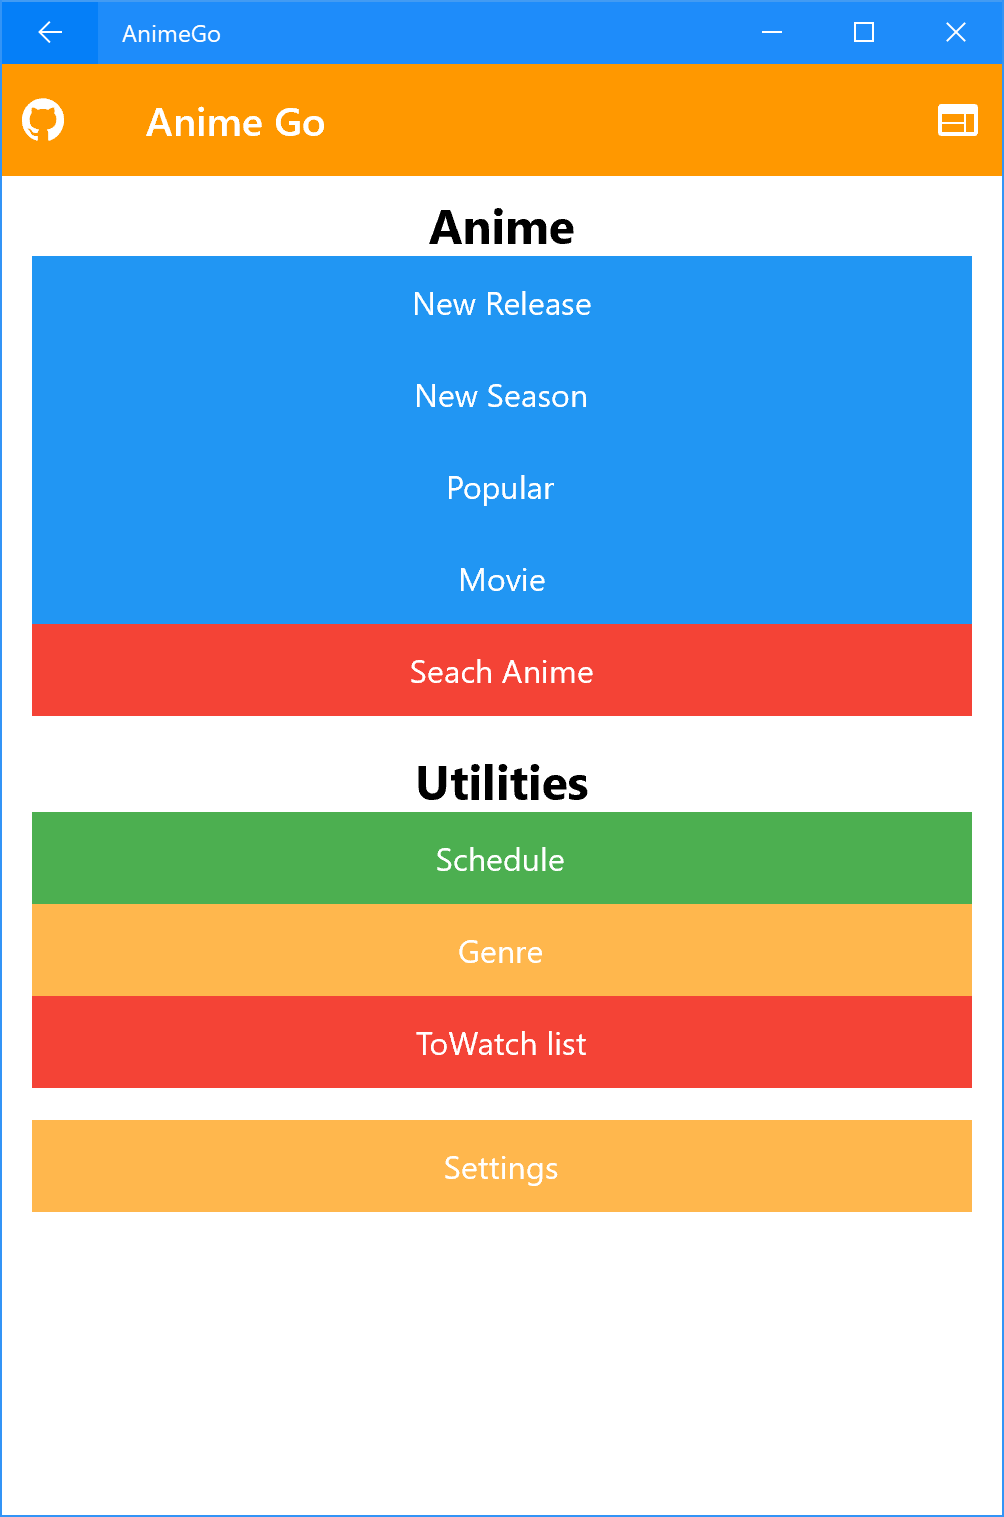 AnimeGo
Anime Go
Anime
New Release
New Season
Popular
Movie
Seach Anime
Utilities
Schedule
Genre
ToWatch list
Settings